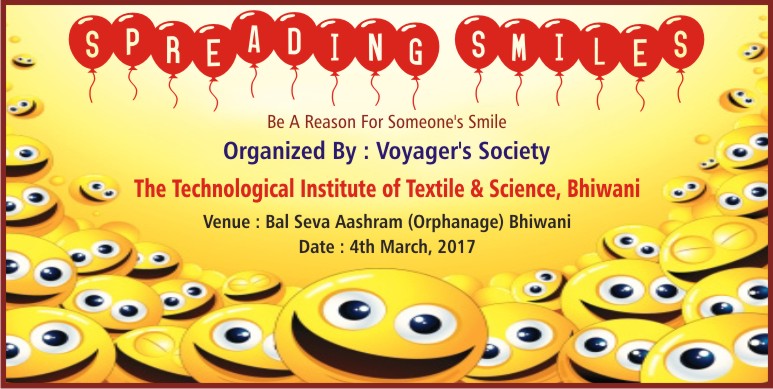 SPREADING SMILES
Be A Reason For Someone's Smile
Organized By : Voyager's Society
The Technological Institute of Textile & Science, Bhiwani
Venue : Bal Seva Aashram (Orphanage) Bhiwani
Date : 4th March, 2017